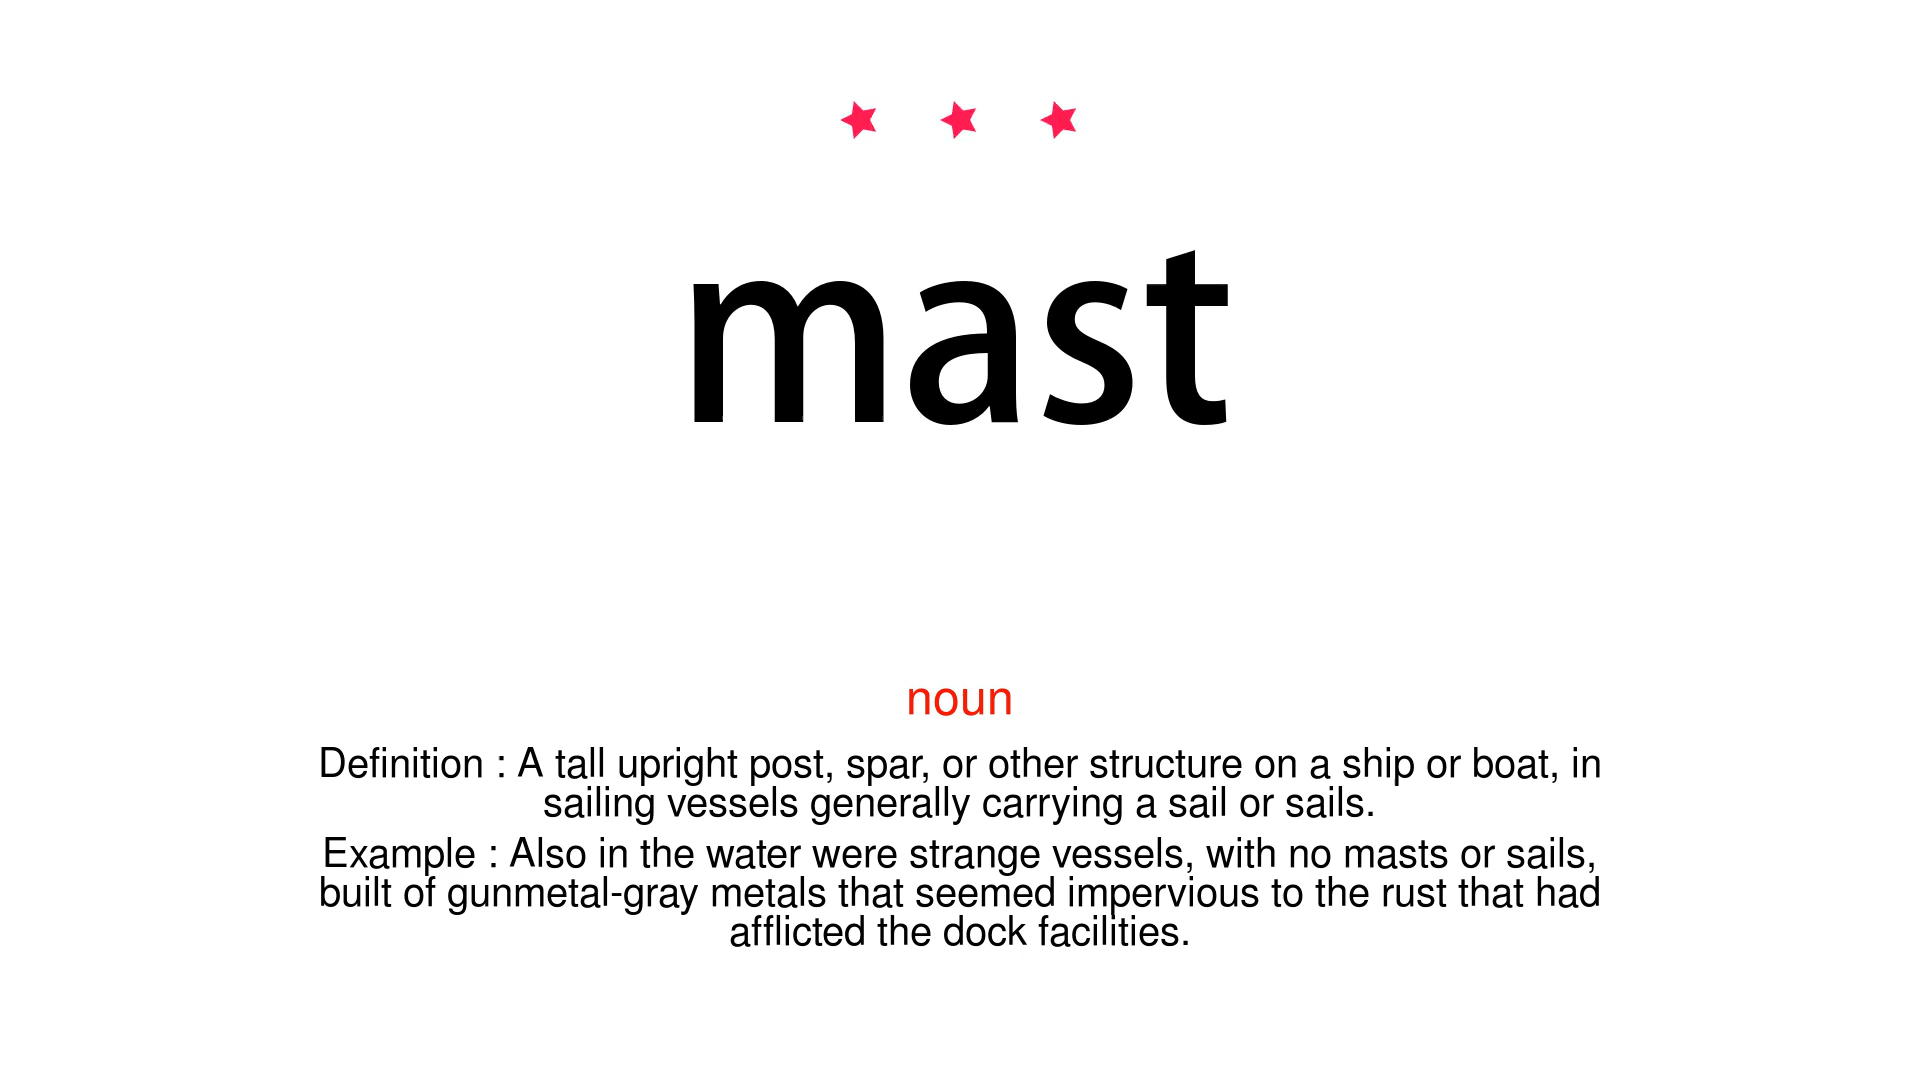 mast
noun
Definition : A tall upright post, spar, or other structure on a ship or boat, in
sailing vessels generally carrying a sail or sails.
Example : Also in the water were strange vessels, with no masts or sails,
built of gunmetal-gray metals that seemed impervious to the rust that had
afflicted the dock facilities.